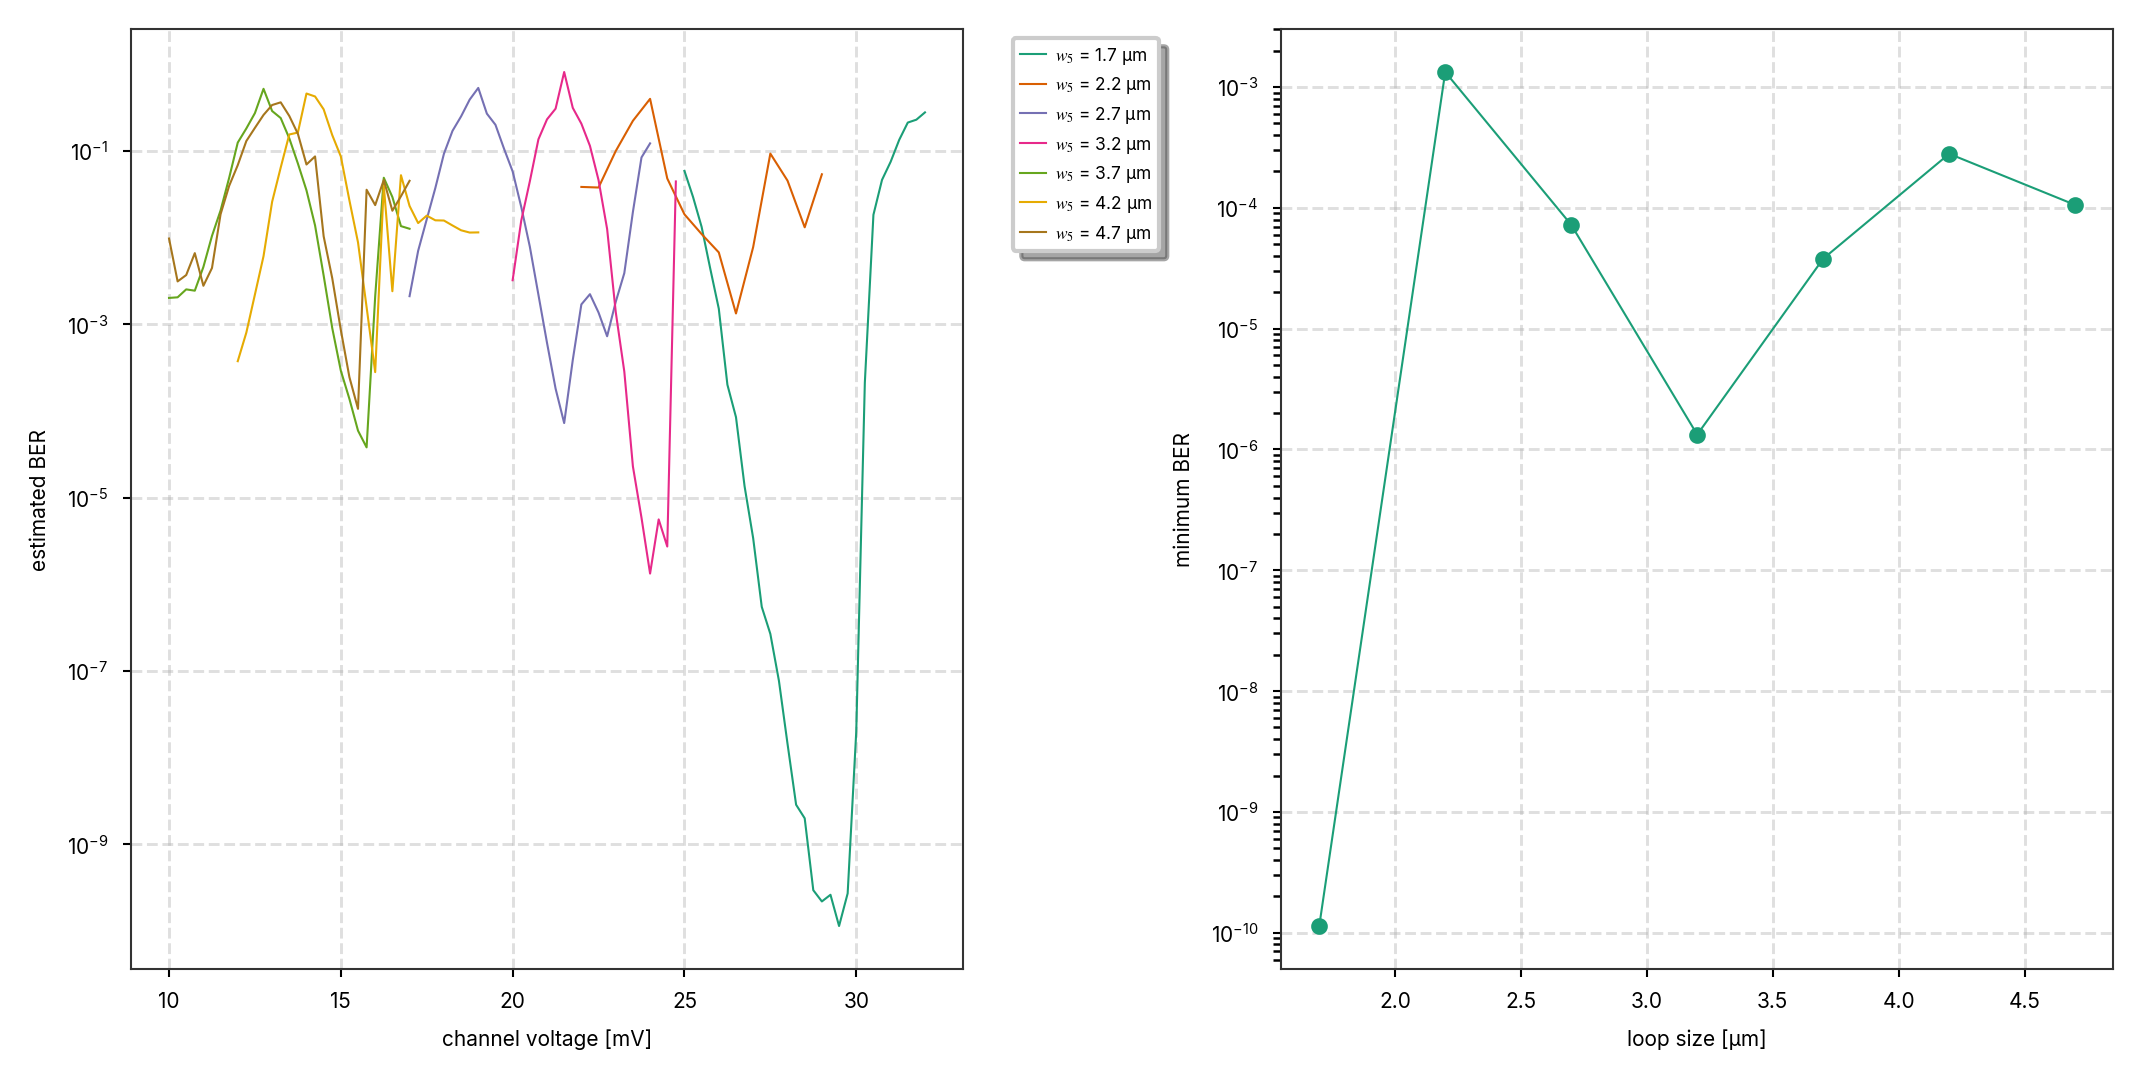 estimated BER
10⁻¹
10⁻³
10⁻⁵
10⁻⁷
10⁻⁹
10 15 20 25 30
channel voltage [mV]
w₅ = 1.7 µm
w₅ = 2.2 µm
w₅ = 2.7 µm
w₅ = 3.2 µm
w₅ = 3.7 µm
w₅ = 4.2 µm
w₅ = 4.7 µm
minimum BER
10⁻³
10⁻⁴
10⁻⁵
10⁻⁶
10⁻⁷
10⁻⁸
10⁻⁹
10⁻¹⁰
2.0 2.5 3.0 3.5 4.0 4.5
loop size [µm]